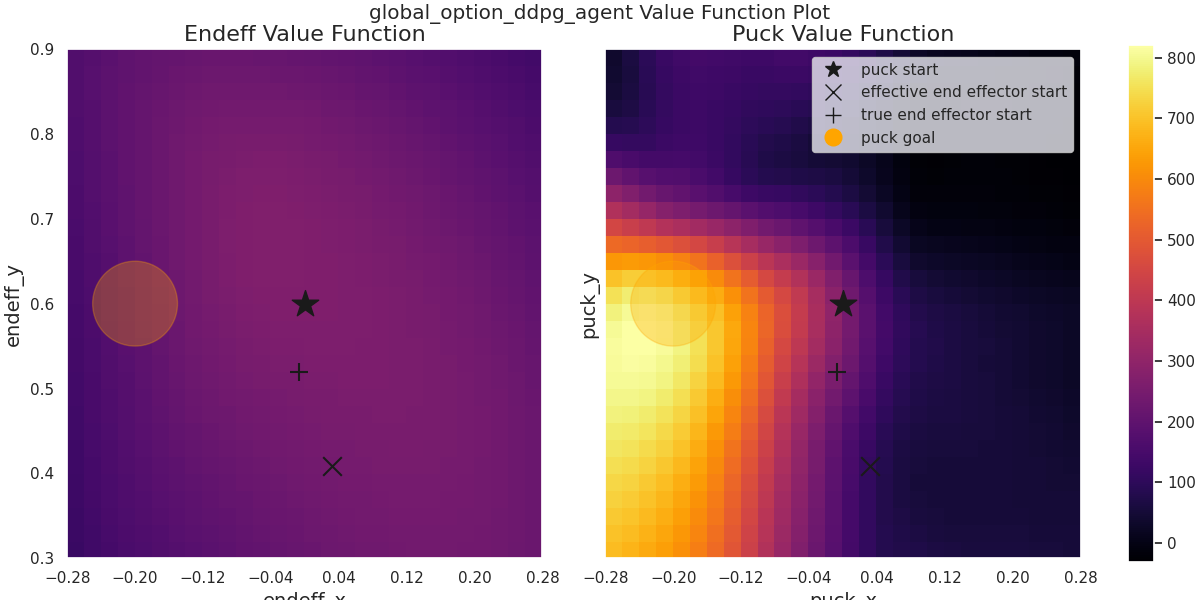 global_option_ddpg_agent Value Function Plot
Endeff Value Function
Puck Value Function
0.9
0.8
0.7
0.6
0.5
0.4
0.3
endeff_y
−0.28 −0.20 −0.12 −0.04 0.04 0.12 0.20 0.28
endeff_x
puck start
effective end effector start
true end effector start
puck goal
puck_y
−0.28 −0.20 −0.12 −0.04 0.04 0.12 0.20 0.28
puck_x
800
700
600
500
400
300
200
100
0